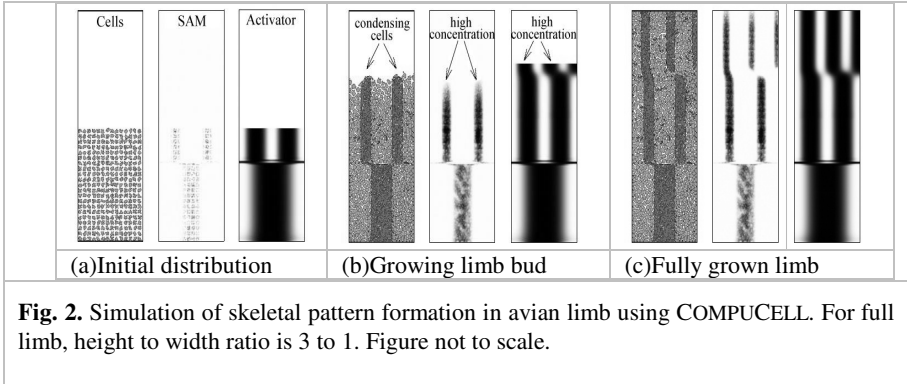 Cells
SAM
Activator
condensing
cells
high
concentration
high
concentration
(a)Initial distribution
(b)Growing limb bud
(c)Fully grown limb
Fig. 2. Simulation of skeletal pattern formation in avian limb using COMPUCELL. For full
limb, height to width ratio is 3 to 1. Figure not to scale.